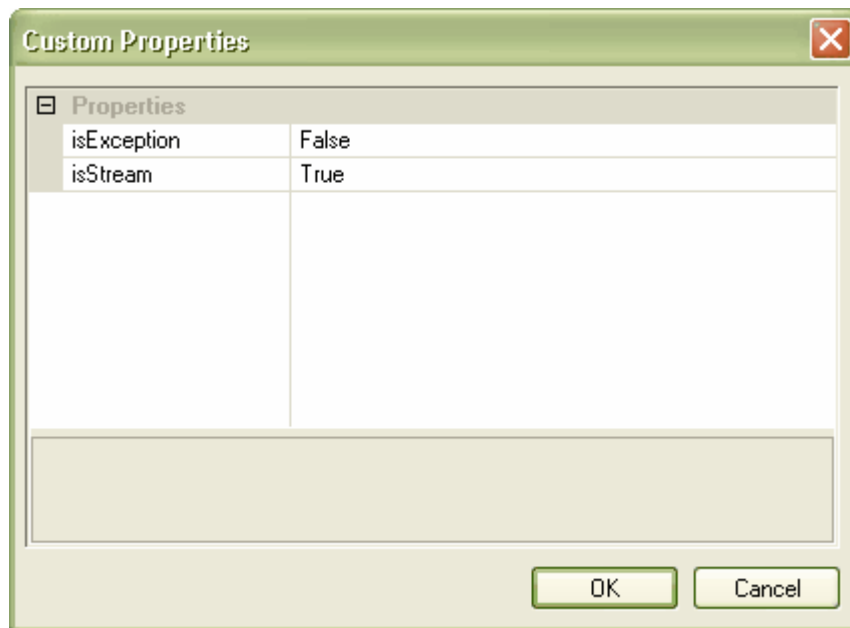 Custom Properties
Properties
isException False
isStream True
OK Cancel